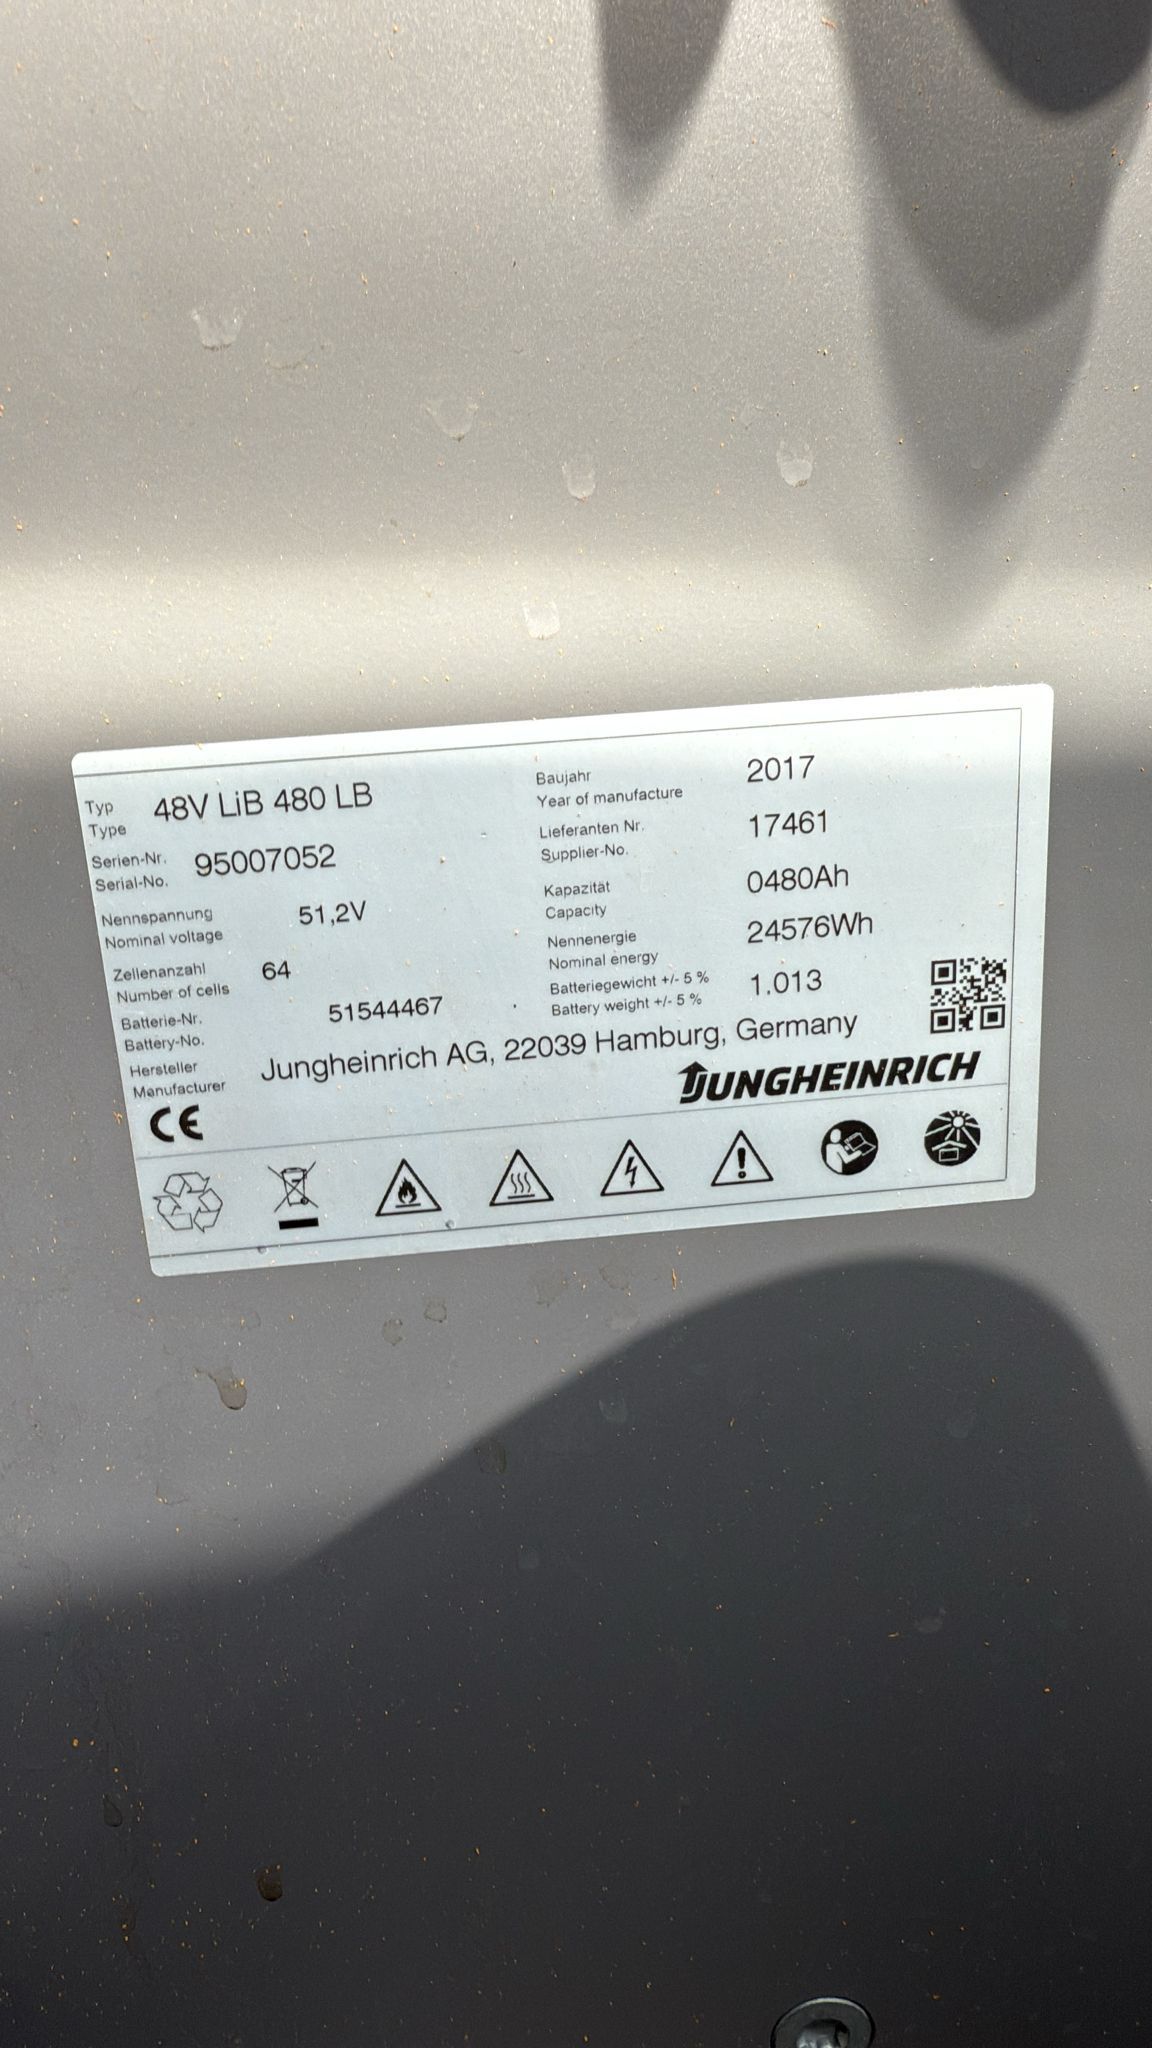 Typ
Type 48V LiB 480 LB
Serien-Nr.
Serial-No. 95007052
Nennspannung
Nominal voltage 51,2V
Zellenanzahl
Number of cells 64
Batterie-Nr.
Battery-No. 51544467
Baujahr
Year of manufacture 2017
Lieferanten Nr.
Supplier-No. 17461
Kapazität
Capacity 0480Ah
Nennenergie
Nominal energy 24576Wh
Batteriegewicht +/- 5 %
Battery weight +/- 5 % 1.013
Hersteller
Manufacturer Jungheinrich AG, 22039 Hamburg, Germany
JUNGHEINRICH
CE